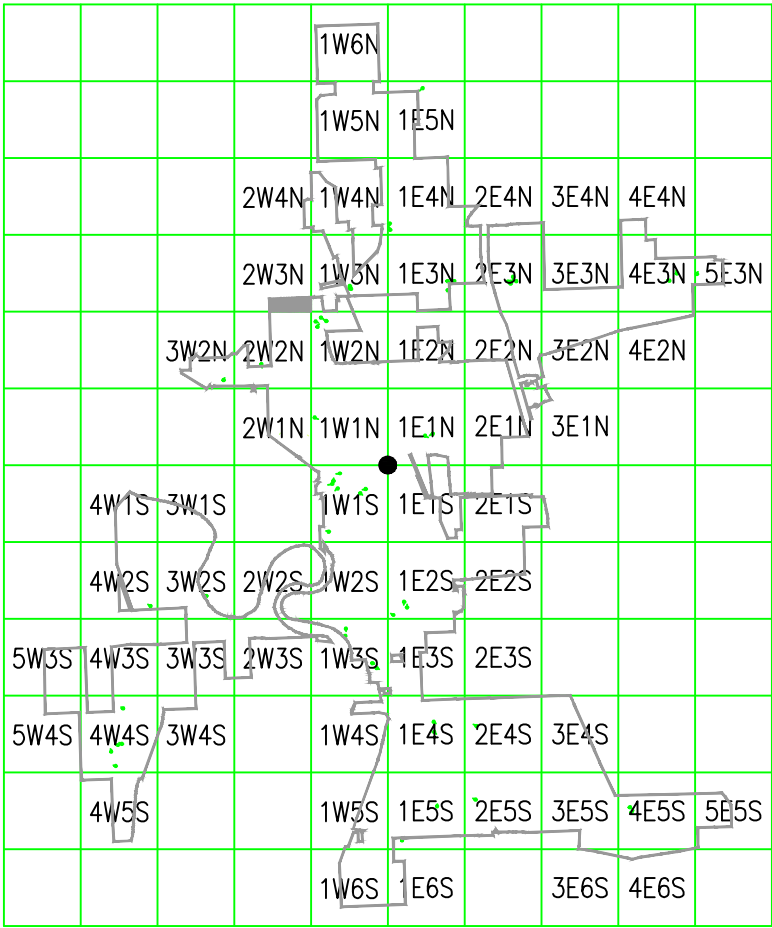 1W6N
1W5N 1E5N
2W4N 1W4N 1E4N 2E4N 3E4N 4E4N
2W3N 1W3N 1E3N 2E3N 3E3N 4E3N 5E3N
3W2N 2W2N 1W2N 1E2N 2E2N 3E2N 4E2N
2W1N 1W1N 1E1N 2E1N 3E1N
4W1S 3W1S 1W1S 1E1S 2E1S
4W2S 3W2S 2W2S 1W2S 1E2S 2E2S
5W3S 4W3S 3W3S 2W3S 1W3S 1E3S 2E3S
5W4S 4W4S 3W4S 1W4S 1E4S 2E4S 3E4S
4W5S 1W5S 1E5S 2E5S 3E5S 4E5S 5E5S
1W6S 1E6S 3E6S 4E6S